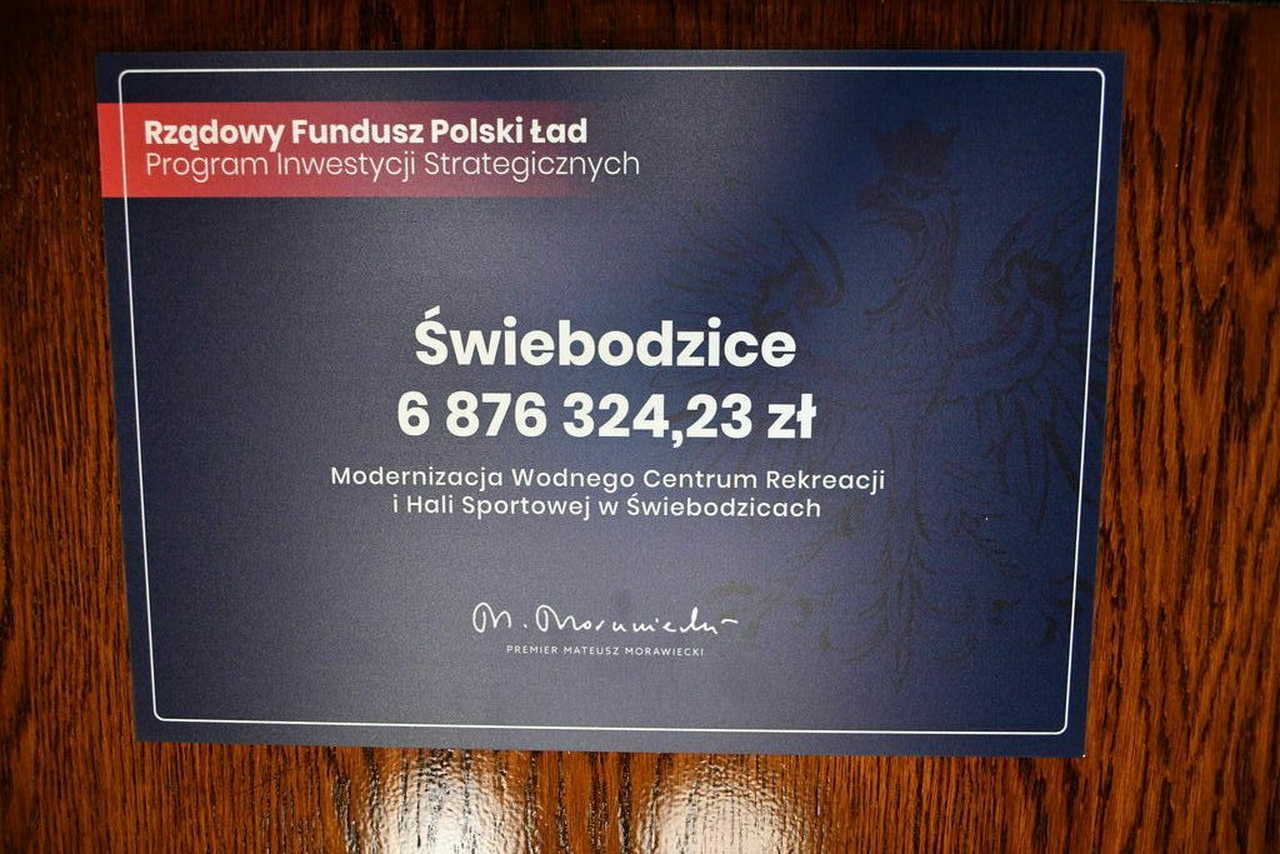 Rządowy Fundusz Polski Ład
Program Inwestycji Strategicznych
Świebodzice
6 876 324,23 zł
Modernizacja Wodnego Centrum Rekreacji
i Hali Sportowej w Świebodzicach
M. Morawiecki
PREMIER MATEUSZ MORAWIECKI